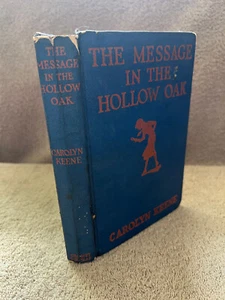 THE
MESSAGE
IN THE
HOLLOW
OAK
CAROLYN
KEENE
THE MESSAGE
IN THE
HOLLOW OAK
CAROLYN KEENE